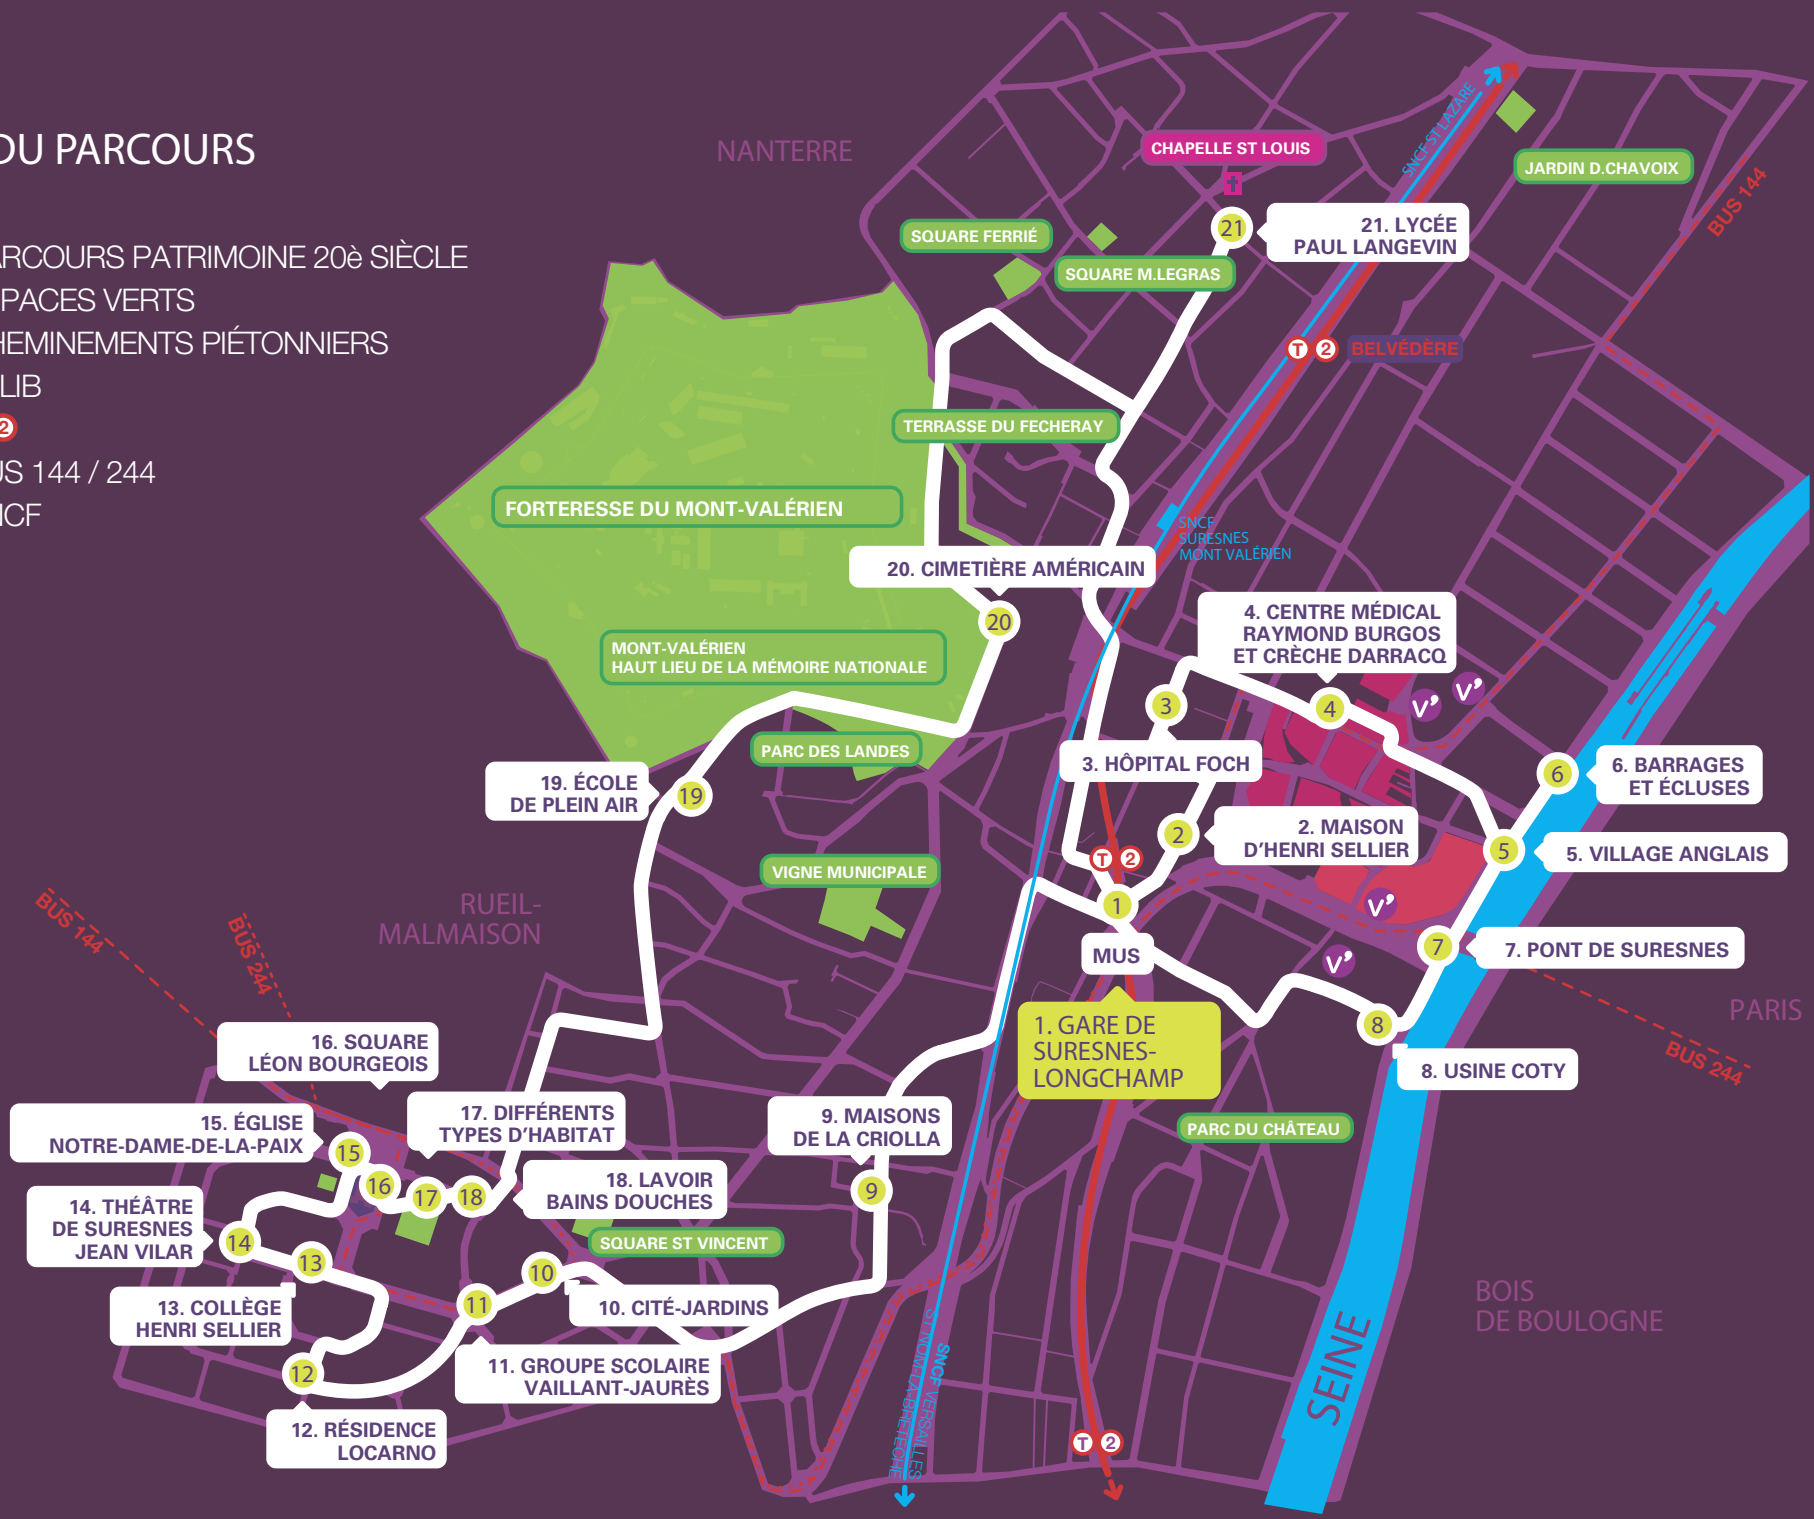 DU PARCOURS
ARCOURS PATRIMOINE 20è SIÈCLE
PACES VERTS
HEMINEMENTS PIÉTONNIERS
LIB
2
US 144 / 244
NCF
NANTERRE
CHAPELLE ST LOUIS
SNCF ST LAZARE
JARDIN D.CHAVOIX
BUS 144
SQUARE FERRIÉ
SQUARE M.LEGRAS
21
21. LYCÉE
PAUL LANGEVIN
T 2 BELVÉDÈRE
TERRASSE DU FECHERAY
FORTERESSE DU MONT-VALÉRIEN
SNCF
SURESNES
MONT VALÉRIEN
20. CIMETIÈRE AMÉRICAIN
20
MONT-VALÉRIEN
HAUT LIEU DE LA MÉMOIRE NATIONALE
4. CENTRE MÉDICAL
RAYMOND BURGOS
ET CRÈCHE DARRACQ
3
4
V'
V'
PARC DES LANDES
3. HÔPITAL FOCH
6
6. BARRAGES
ET ÉCLUSES
19. ÉCOLE
DE PLEIN AIR
19
2
2. MAISON
D'HENRI SELLIER
5
5. VILLAGE ANGLAIS
T 2
VIGNE MUNICIPALE
1
MUS
V'
V'
7
7. PONT DE SURESNES
RUEIL-
MALMAISON
BUS 144
BUS 244
PARIS
BUS 244
1. GARE DE
SURESNES-
LONGCHAMP
8
8. USINE COTY
16. SQUARE
LÉON BOURGEOIS
17. DIFFÉRENTS
TYPES D'HABITAT
9. MAISONS
DE LA CRIOLLA
PARC DU CHÂTEAU
15. ÉGLISE
NOTRE-DAME-DE-LA-PAIX
15
16
17
18
18. LAVOIR
BAINS DOUCHES
9
14. THÉÂTRE
DE SURESNES
JEAN VILAR
14
13
SQUARE ST VINCENT
10
10. CITÉ-JARDINS
11
13. COLLÈGE
HENRI SELLIER
11. GROUPE SCOLAIRE
VAILLANT-JAURÈS
12
12. RÉSIDENCE
LOCARNO
SNCF VERSAILLES
ST NOM-LA-BRETÈCHE
T 2
SEINE
BOIS
DE BOULOGNE